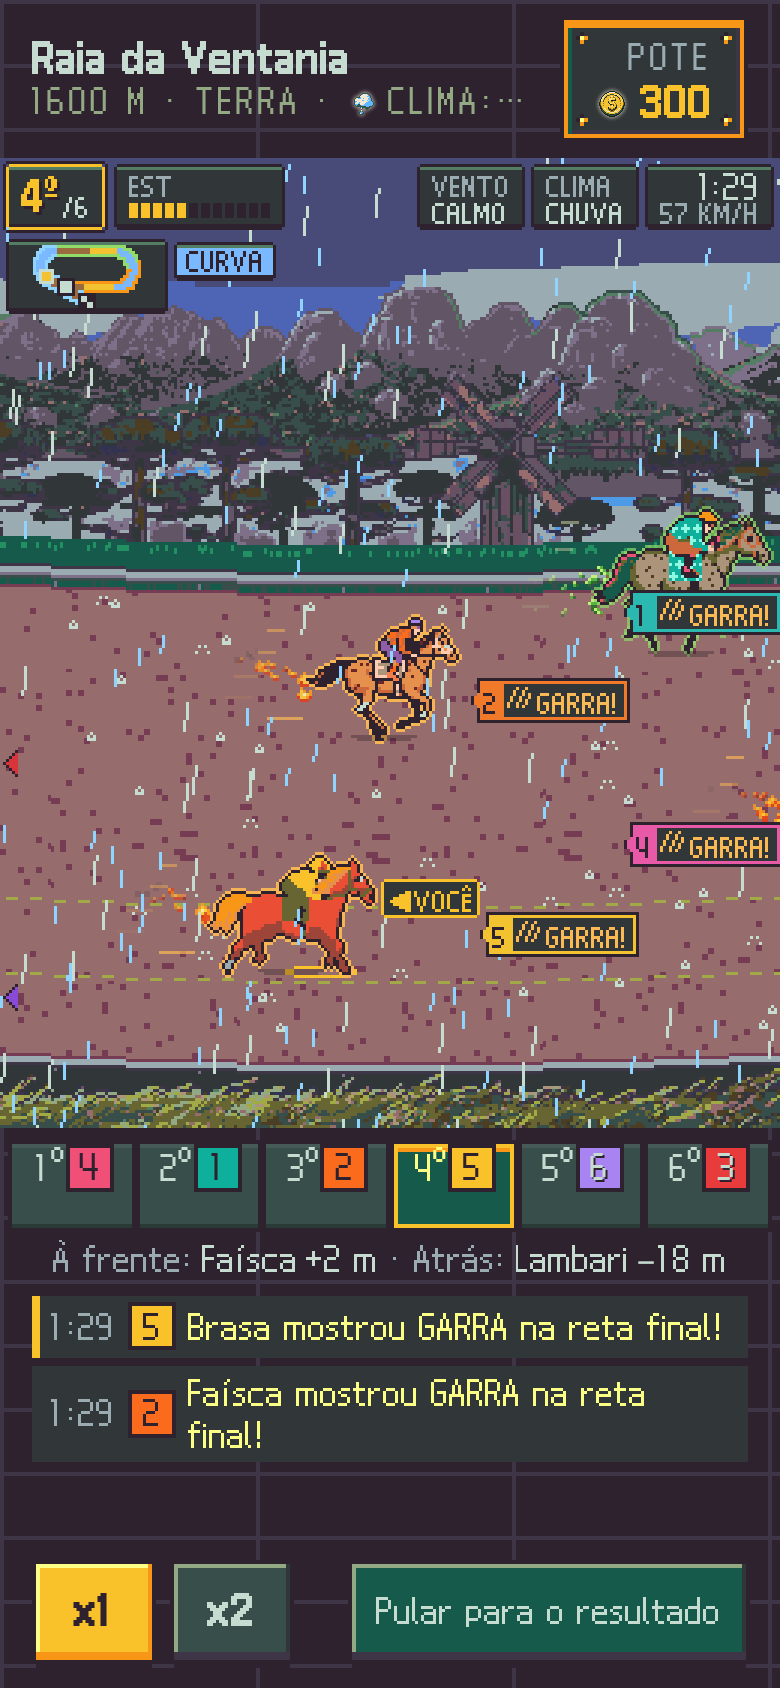 Raia da Ventania
1600 M · TERRA · CLIMA: ...
POTE
300
4º/6
EST
VENTO
CALMO
CLIMA
CHUVA
1:29
57 KM/H
CURVA
1 GARRA!
2 GARRA!
4 GARRA!
VOCÊ
5 GARRA!
1º 4
2º 1
3º 2
4º 5
5º 6
6º 3
À frente: Faísca +2 m · Atrás: Lambari −18 m
1:29 5 Brasa mostrou GARRA na reta final!
1:29 2 Faísca mostrou GARRA na reta
final!
x1
x2
Pular para o resultado